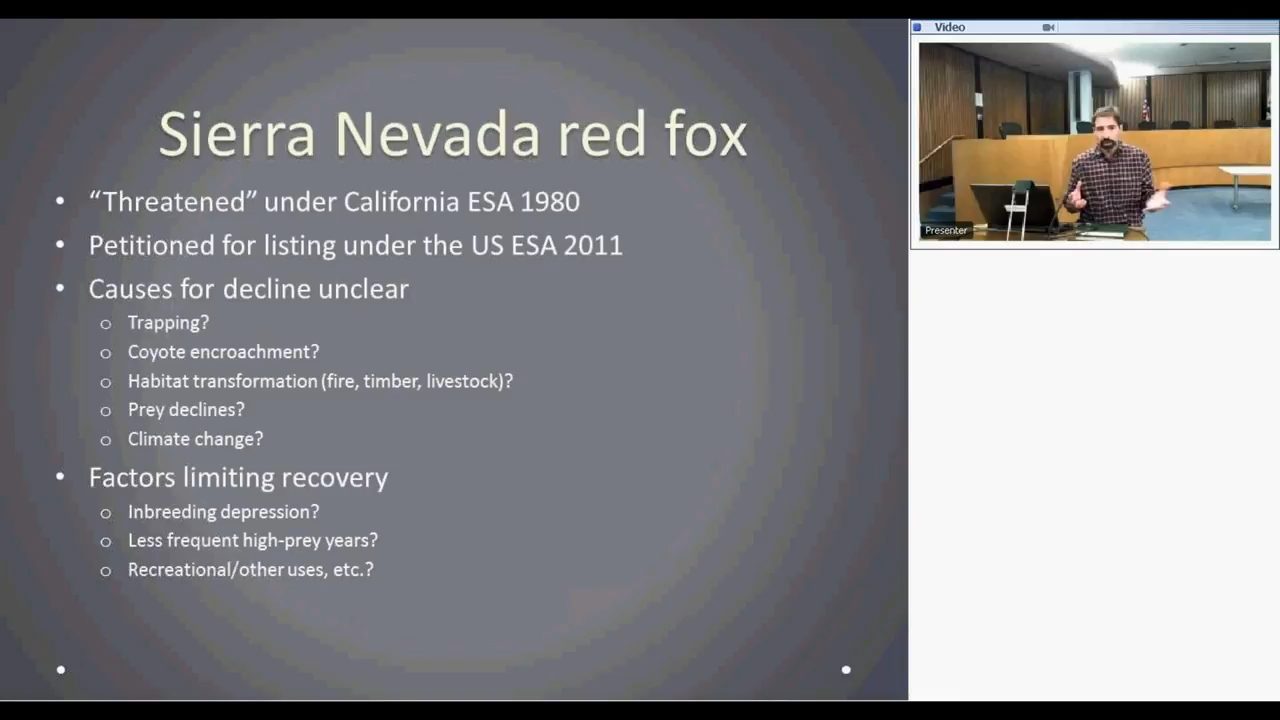 Sierra Nevada red fox
• “Threatened” under California ESA 1980
• Petitioned for listing under the US ESA 2011
• Causes for decline unclear
o Trapping?
o Coyote encroachment?
o Habitat transformation (fire, timber, livestock)?
o Prey declines?
o Climate change?
• Factors limiting recovery
o Inbreeding depression?
o Less frequent high-prey years?
o Recreational/other uses, etc.?
Video
Presenter